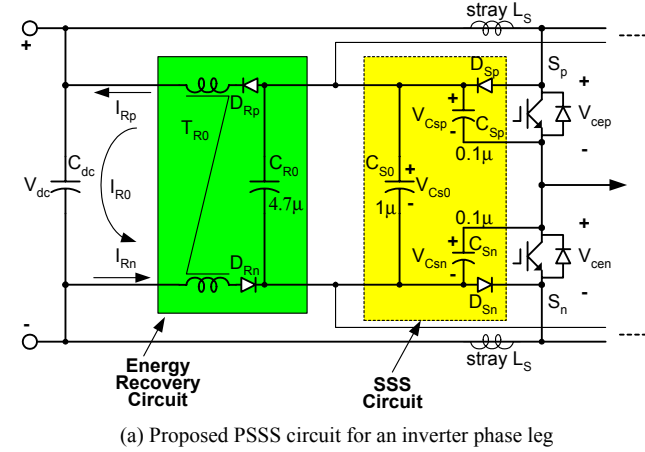 stray L_S
+
D_Sp
S_p
+
I_Rp
D_Rp
V_Csp
+
-
C_Sp
V_cep
T_R0
0.1μ
-
C_dc
V_dc
I_R0
C_R0
4.7μ
C_S0
1μ
+
V_Cs0
-
0.1μ
+
I_Rn
D_Rn
V_Csn
+
-
C_Sn
V_cen
D_Sn
S_n
-
-
stray L_S
Energy
Recovery
Circuit
SSS
Circuit
(a) Proposed PSSS circuit for an inverter phase leg